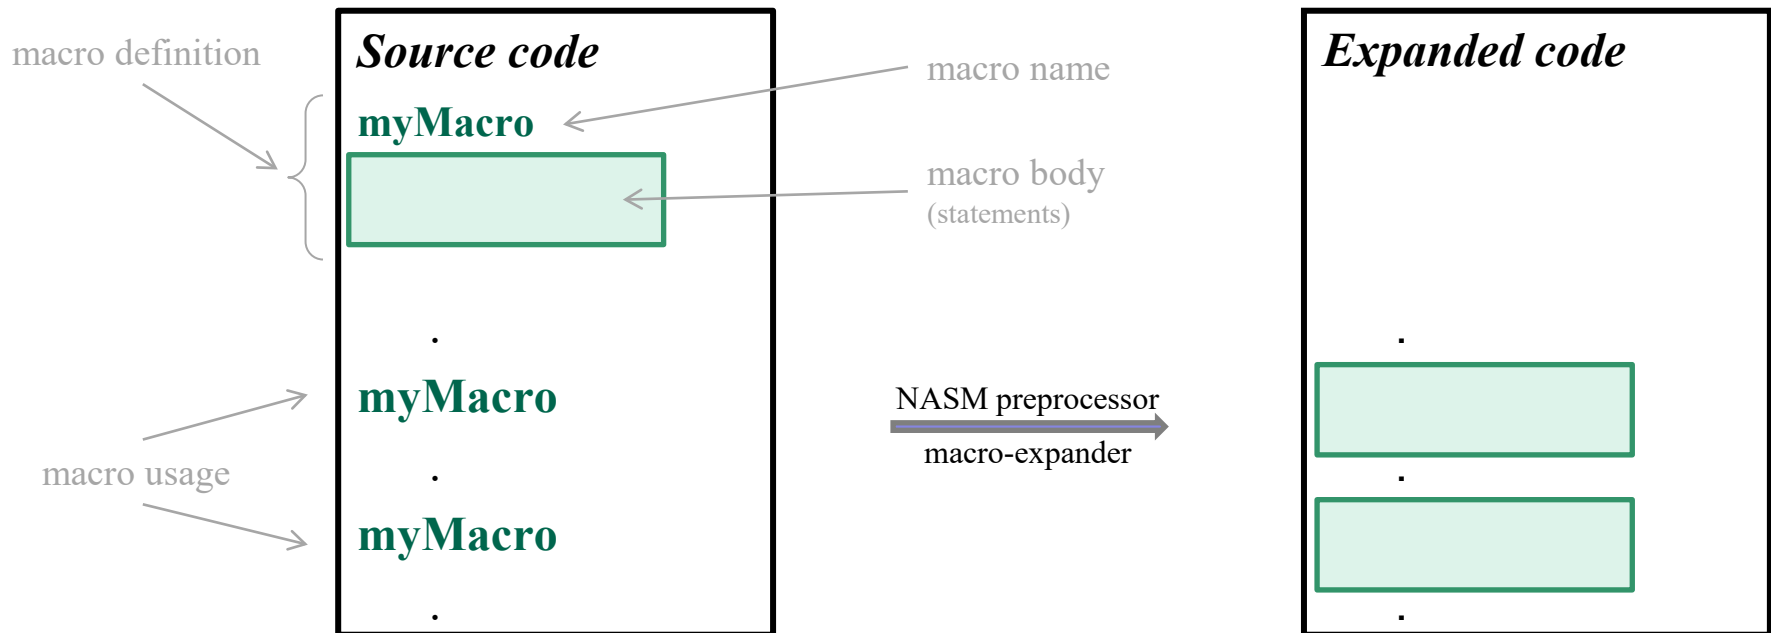 macro definition
Source code
myMacro
macro name
macro body
(statements)
.
myMacro
.
macro usage
myMacro
.
NASM preprocessor
macro-expander
Expanded code
.
.
.